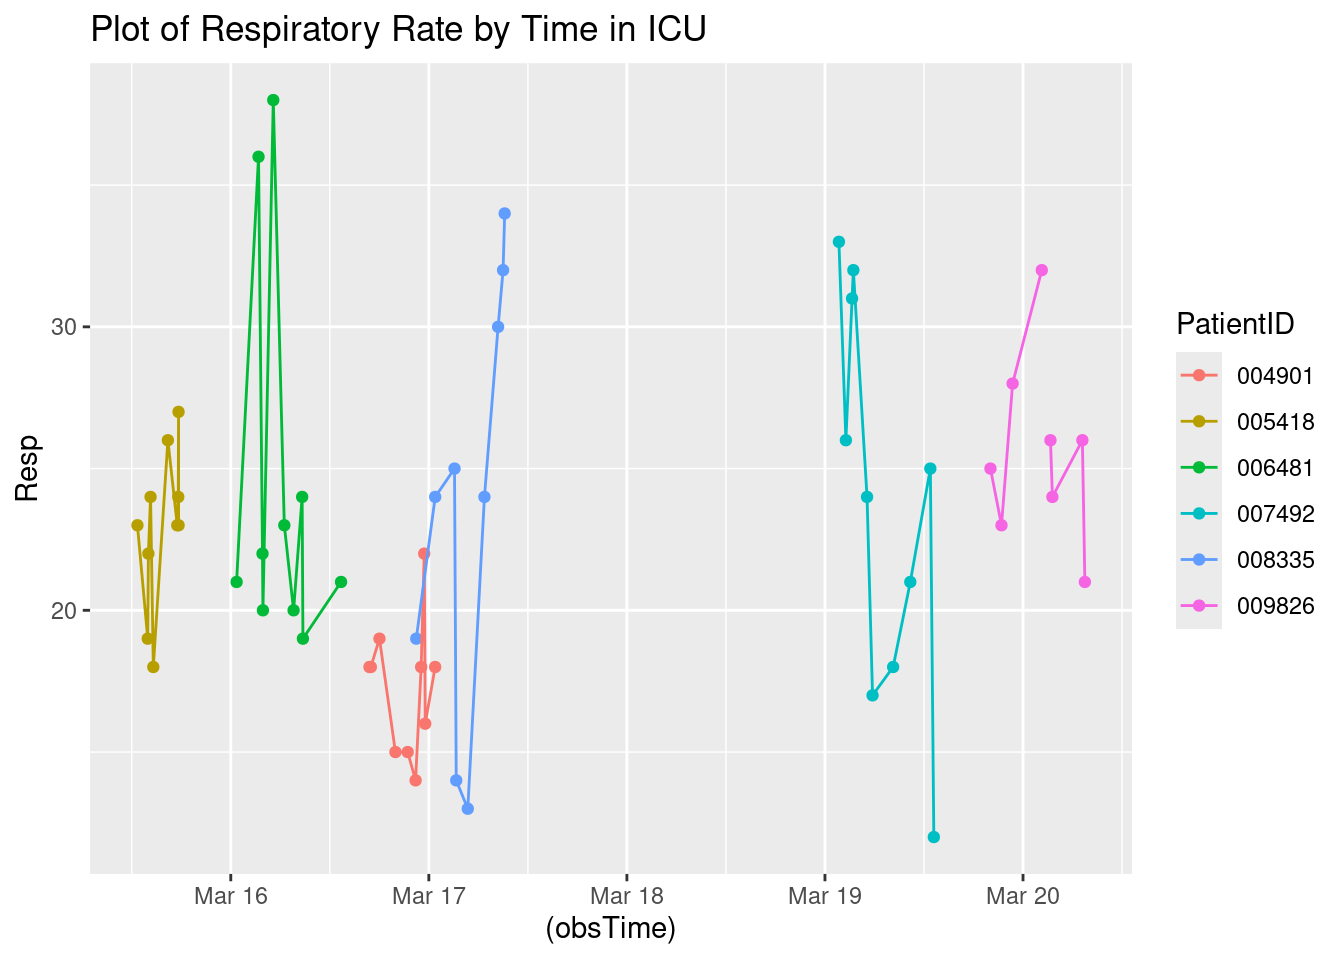 Plot of Respiratory Rate by Time in ICU
Resp
30
20
Mar 16
Mar 17
Mar 18
Mar 19
Mar 20
(obsTime)
PatientID
004901
005418
006481
007492
008335
009826